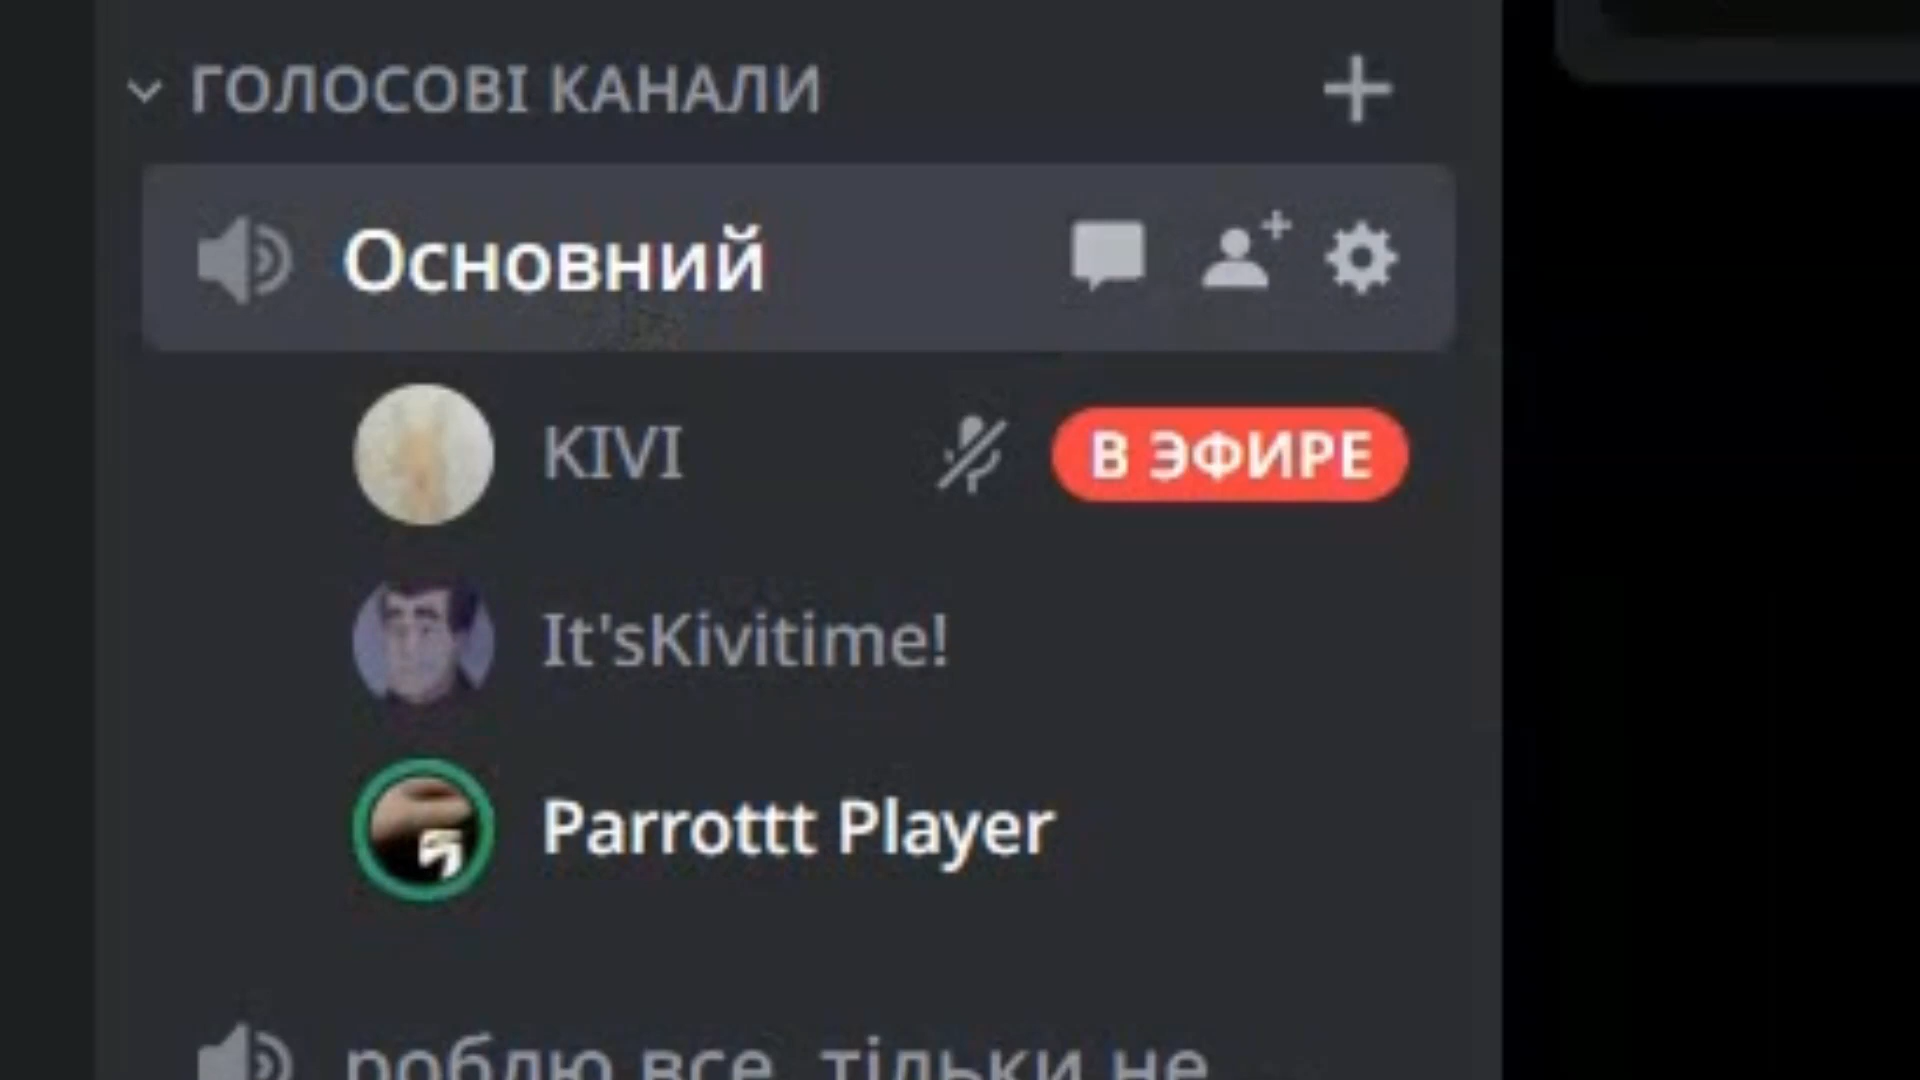 ГОЛОСОВІ КАНАЛИ
Основний
KIVI В ЭФИРЕ
It'sKivitime!
Parrottt Player
роблю все, тільки не